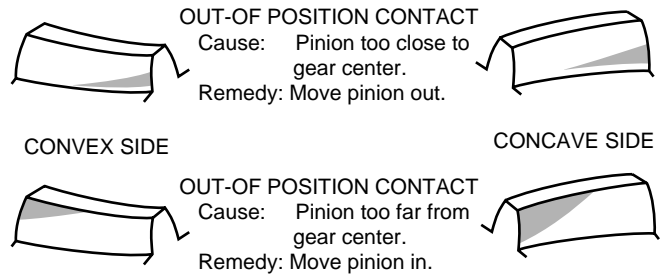 OUT-OF POSITION CONTACT
Cause: Pinion too close to
gear center.
Remedy: Move pinion out.
CONVEX SIDE
CONCAVE SIDE
OUT-OF POSITION CONTACT
Cause: Pinion too far from
gear center.
Remedy: Move pinion in.